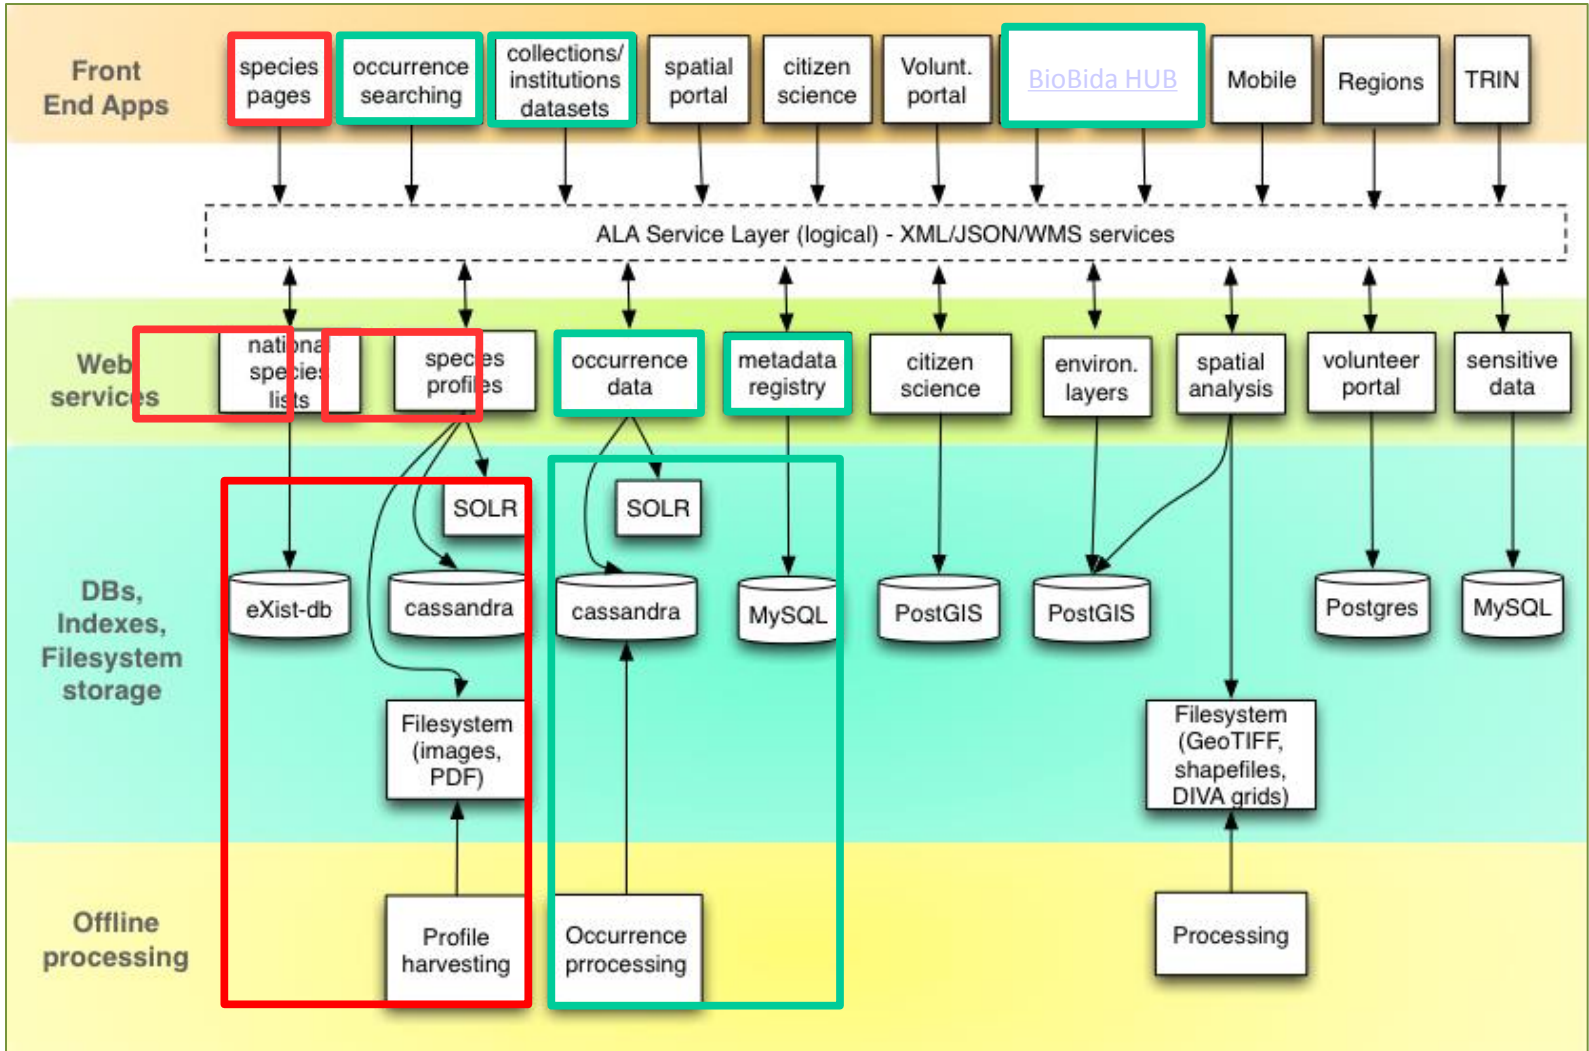 Front
End Apps
species
pages
occurrence
searching
collections/
institutions
datasets
spatial
portal
citizen
science
Volunt.
portal
BioBida HUB
Mobile
Regions
TRIN
ALA Service Layer (logical) - XML/JSON/WMS services
Web
services
national
species
lists
species
profiles
occurrence
data
metadata
registry
citizen
science
environ.
layers
spatial
analysis
volunteer
portal
sensitive
data
DBs,
Indexes,
Filesystem
storage
SOLR
SOLR
eXist-db
cassandra
cassandra
MySQL
PostGIS
PostGIS
Postgres
MySQL
Filesystem
(images,
PDF)
Filesystem
(GeoTIFF,
shapefiles,
DIVA grids)
Offline
processing
Profile
harvesting
Occurrence
prrocessing
Processing